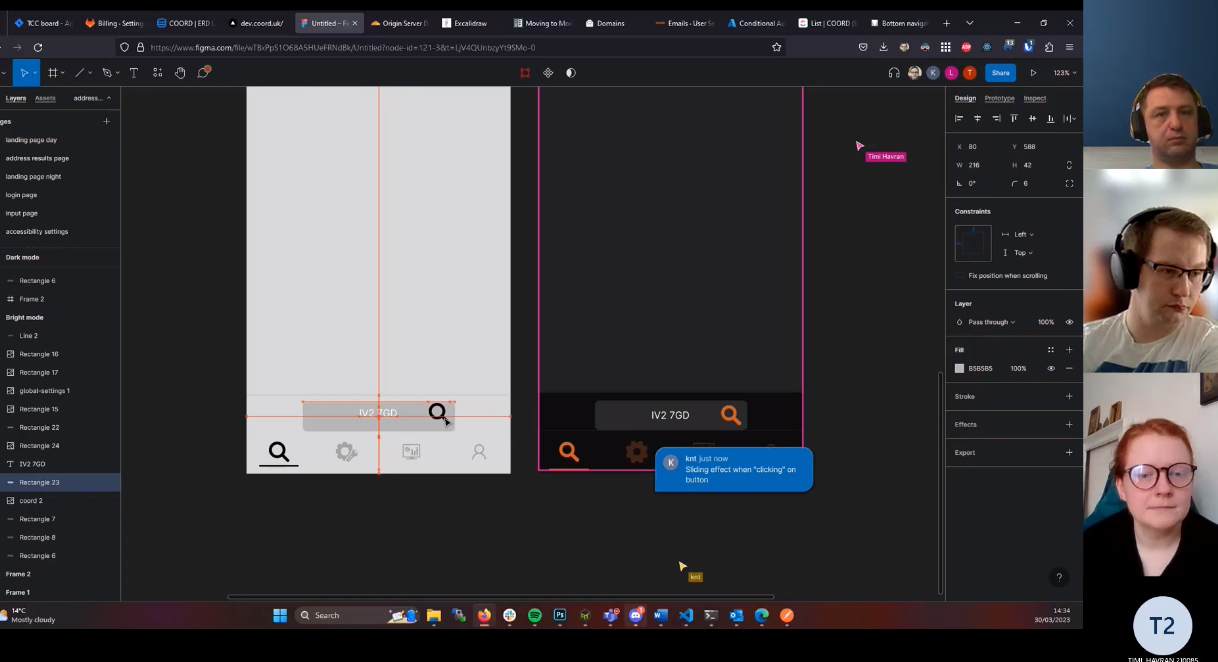 TCC board - Ag
Billing · Setting
COORD | ERD L
dev.coord.uk/
Untitled – Fi
Origin Server D
Excalidraw
Moving to Mo
Domains
Emails · User S
Conditional Ad
List | COORD (
Bottom navig
https://www.figma.com/file/wT8xPpS1O68A5HUeFrNdBk/Untitled?node-id=121-3&t=LjV4QUnbzyYt9SMo-0
K
L
T
Share
123%
Layers
Assets
address...
Design
Prototype
Inspect
ges
landing page day
address results page
landing page night
login page
input page
accessibility settings
Dark mode
Rectangle 6
Frame 2
Bright mode
Line 2
Rectangle 16
Rectangle 17
global-settings 1
Rectangle 15
Rectangle 22
Rectangle 24
IV2 7GD
Rectangle 23
coord 2
Rectangle 7
Rectangle 8
Rectangle 6
Frame 2
Frame 1
Timi Havran
IV2 7GD
IV2 7GD
K
knt just now
Sliding effect when "clicking" on
button
knt
X 80
Y 588
W 216
H 42
0°
6
Constraints
Left
Top
Fix position when scrolling
Layer
Pass through
100%
Fill
B5B5B5
100%
Stroke
Effects
Export
?
14°C
Mostly cloudy
Search
14:34
30/03/2023
T2
TIMI HAVRAN 210085